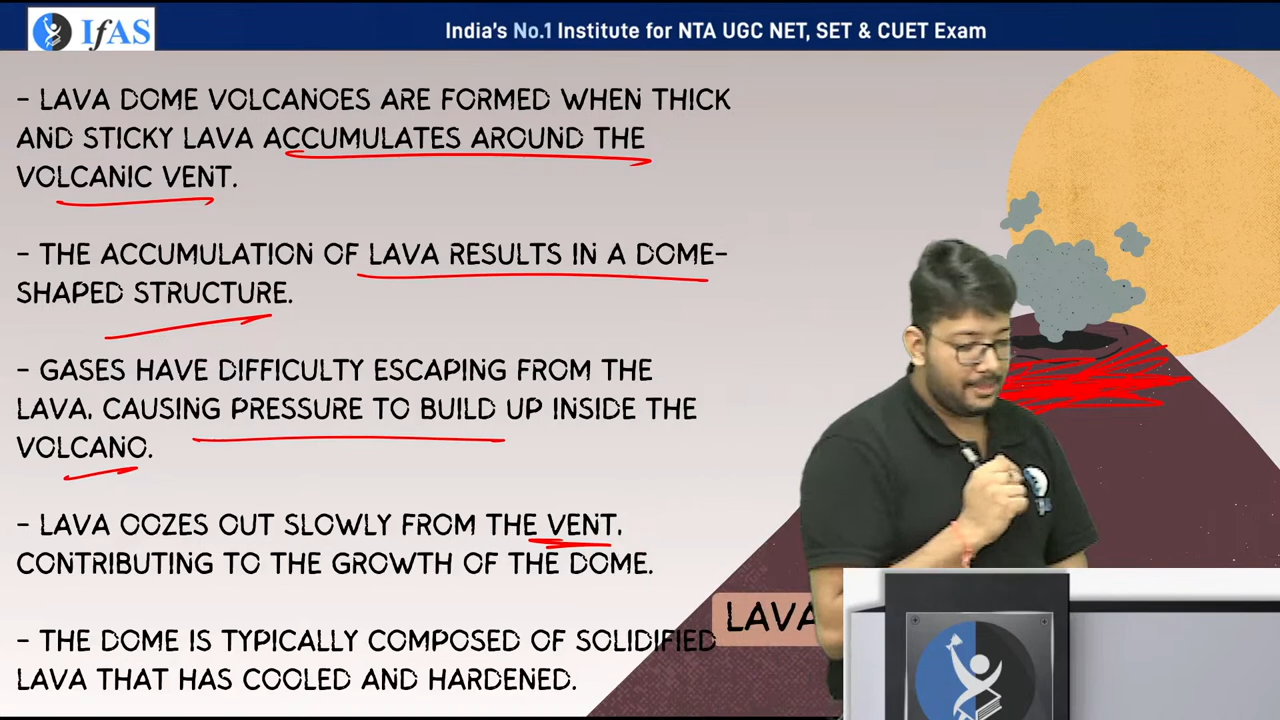 IfAS
India's No.1 Institute for NTA UGC NET, SET & CUET Exam
- LAVA DOME VOLCANOES ARE FORMED WHEN THICK
AND STICKY LAVA ACCUMULATES AROUND THE
VOLCANIC VENT.
- THE ACCUMULATION OF LAVA RESULTS IN A DOME-
SHAPED STRUCTURE.
- GASES HAVE DIFFICULTY ESCAPING FROM THE
LAVA, CAUSING PRESSURE TO BUILD UP INSIDE THE
VOLCANO.
- LAVA OOZES OUT SLOWLY FROM THE VENT,
CONTRIBUTING TO THE GROWTH OF THE DOME.
- THE DOME IS TYPICALLY COMPOSED OF SOLIDIFIED
LAVA THAT HAS COOLED AND HARDENED.
LAVA